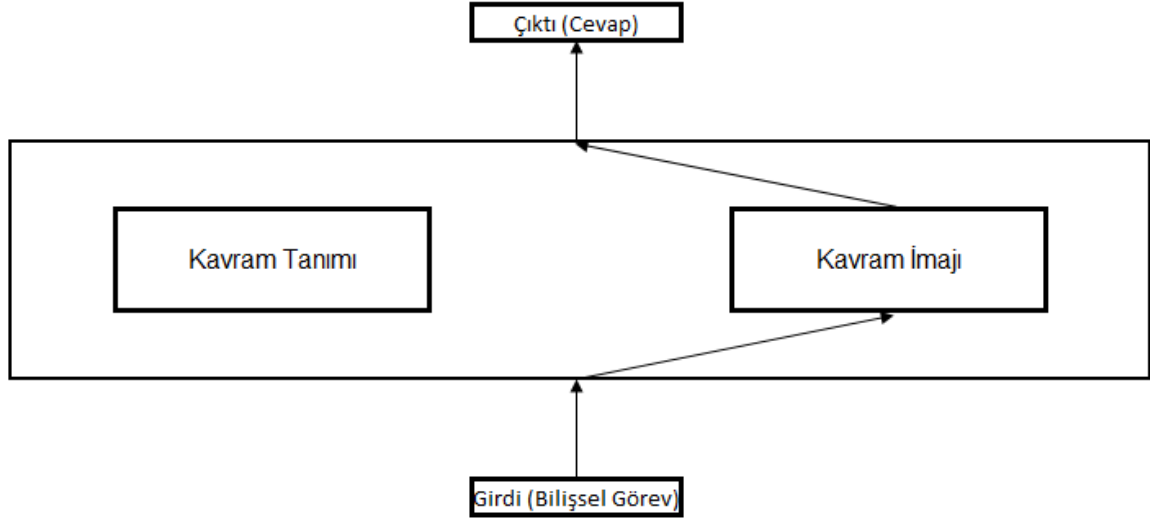 Çıktı (Cevap)
Kavram Tanımı
Kavram İmajı
Girdi (Bilişsel Görev)